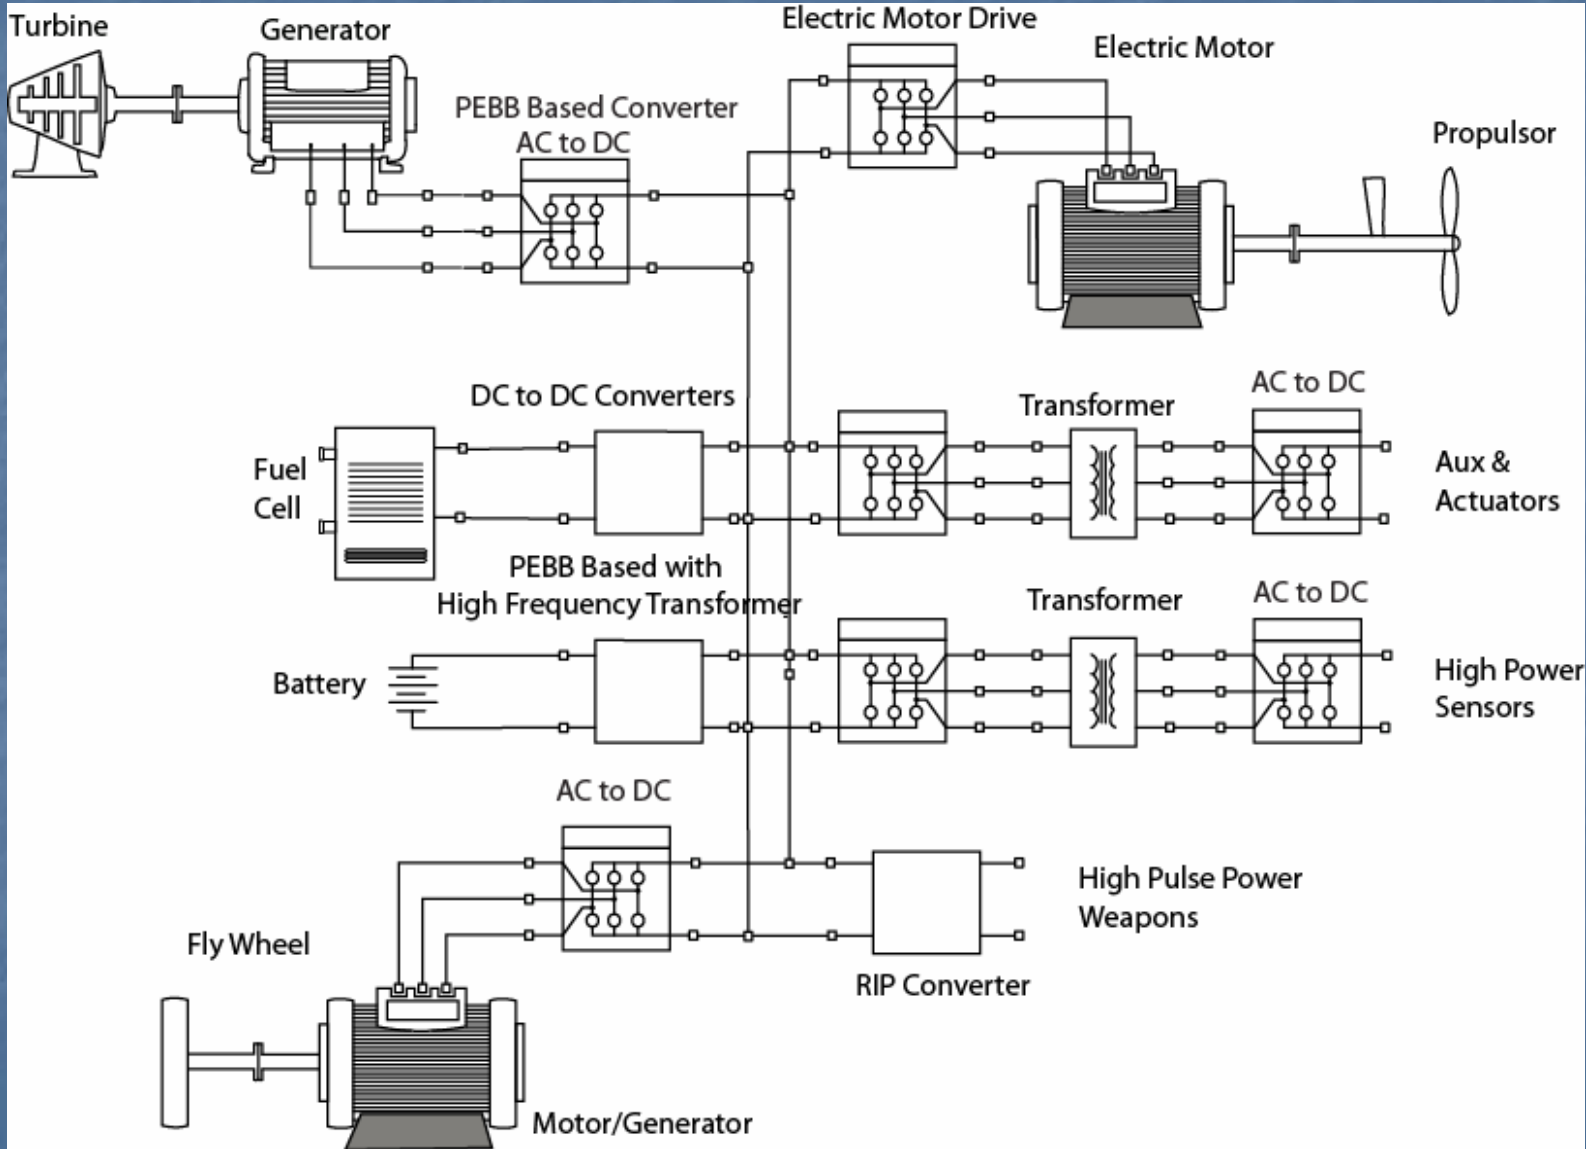 Turbine
Generator
Electric Motor Drive
Electric Motor
PEBB Based Converter
AC to DC
Propulsor
DC to DC Converters
Transformer
AC to DC
Fuel
Cell
Aux &
Actuators
PEBB Based with
High Frequency Transformer
Transformer
AC to DC
Battery
High Power
Sensors
AC to DC
High Pulse Power
Weapons
Fly Wheel
RIP Converter
Motor/Generator